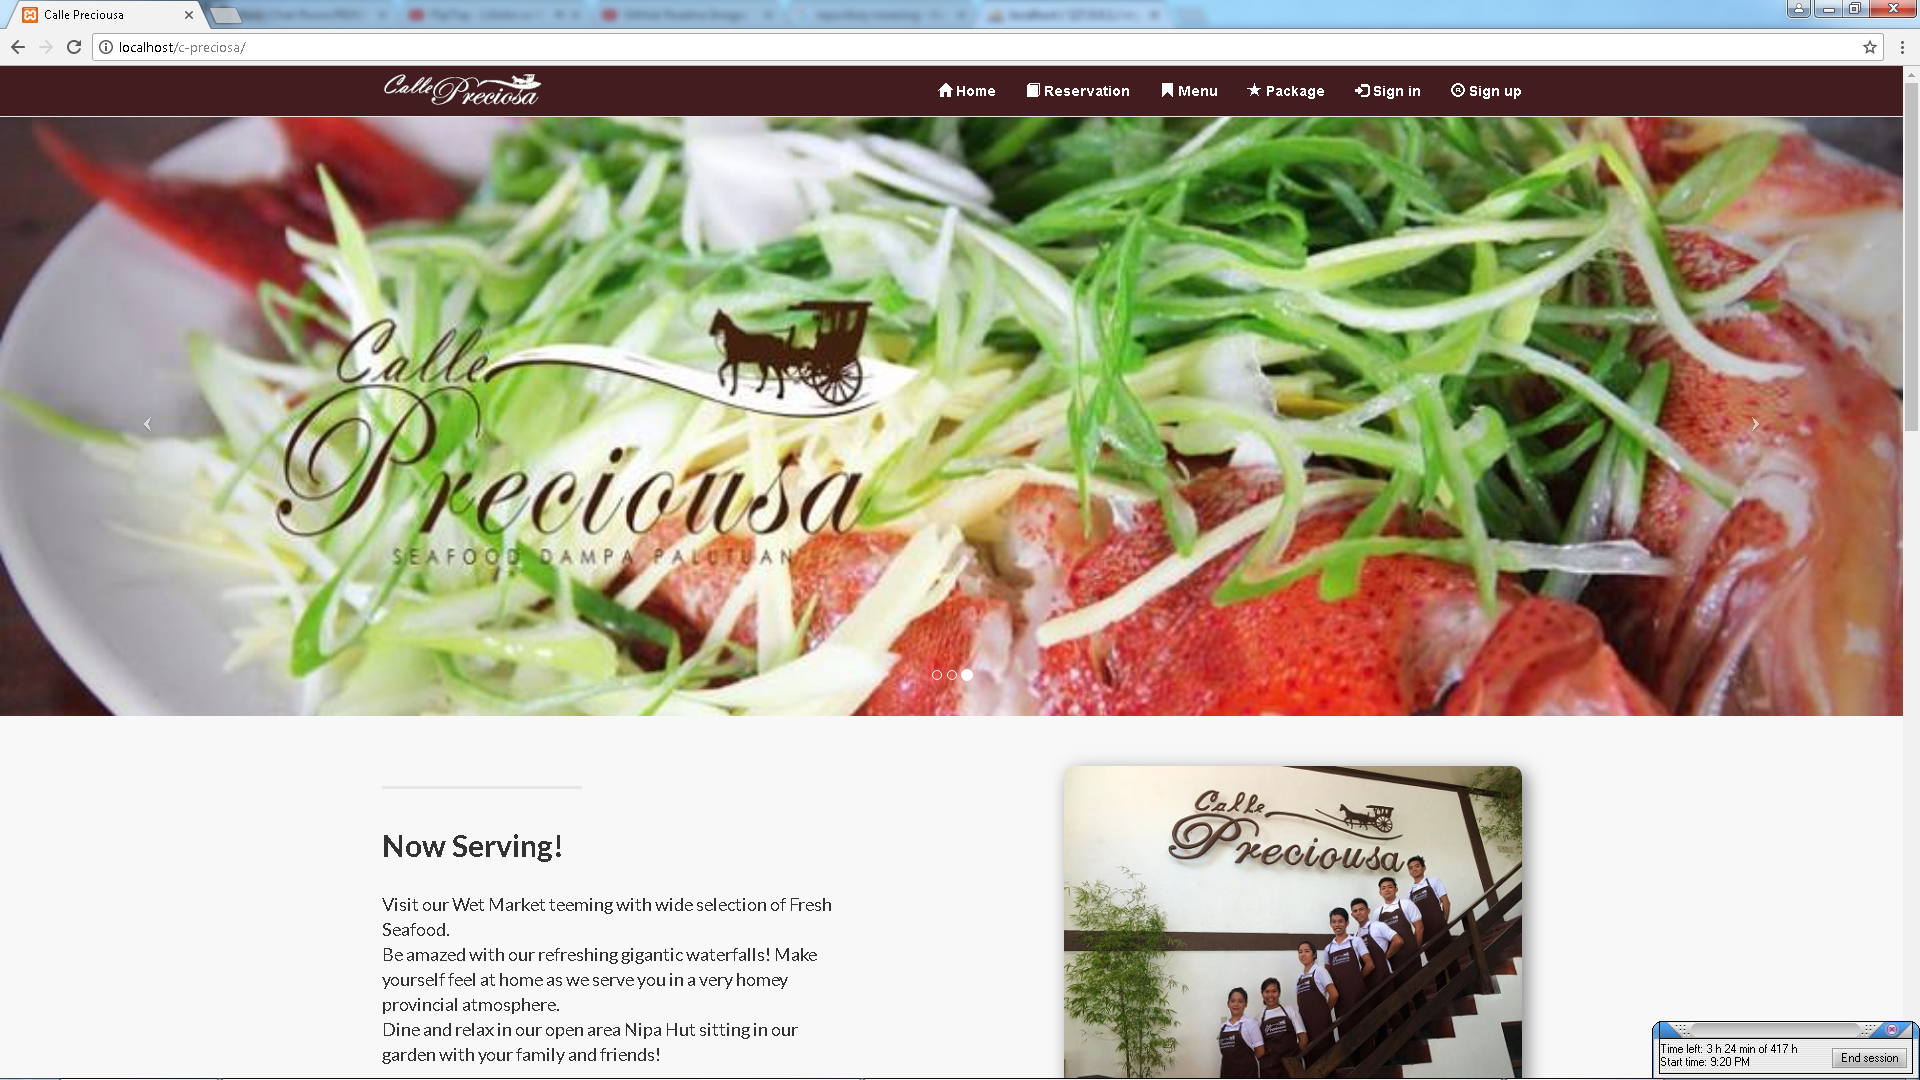 Calle Preciousa
localhost/c-preciosa/
Calle Preciosa
Home
Reservation
Menu
Package
Sign in
Sign up
Calle
Preciousa
SEAFOOD DAMPA PALUTUAN
Now Serving!
Visit our Wet Market teeming with wide selection of Fresh
Seafood.
Be amazed with our refreshing gigantic waterfalls! Make
yourself feel at home as we serve you in a very homey
provincial atmosphere.
Dine and relax in our open area Nipa Hut sitting in our
garden with your family and friends!
Calle
Preciousa
Time left: 3 h 24 min of 417 h
Start time: 9:20 PM
End session